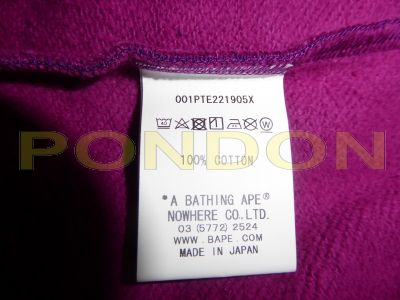 001PTE221905X
PONDON
100% COTTON
"A BATHING APE®
NOWHERE CO.LTD.
03 (5772) 2524
WWW.BAPE.COM
MADE IN JAPAN